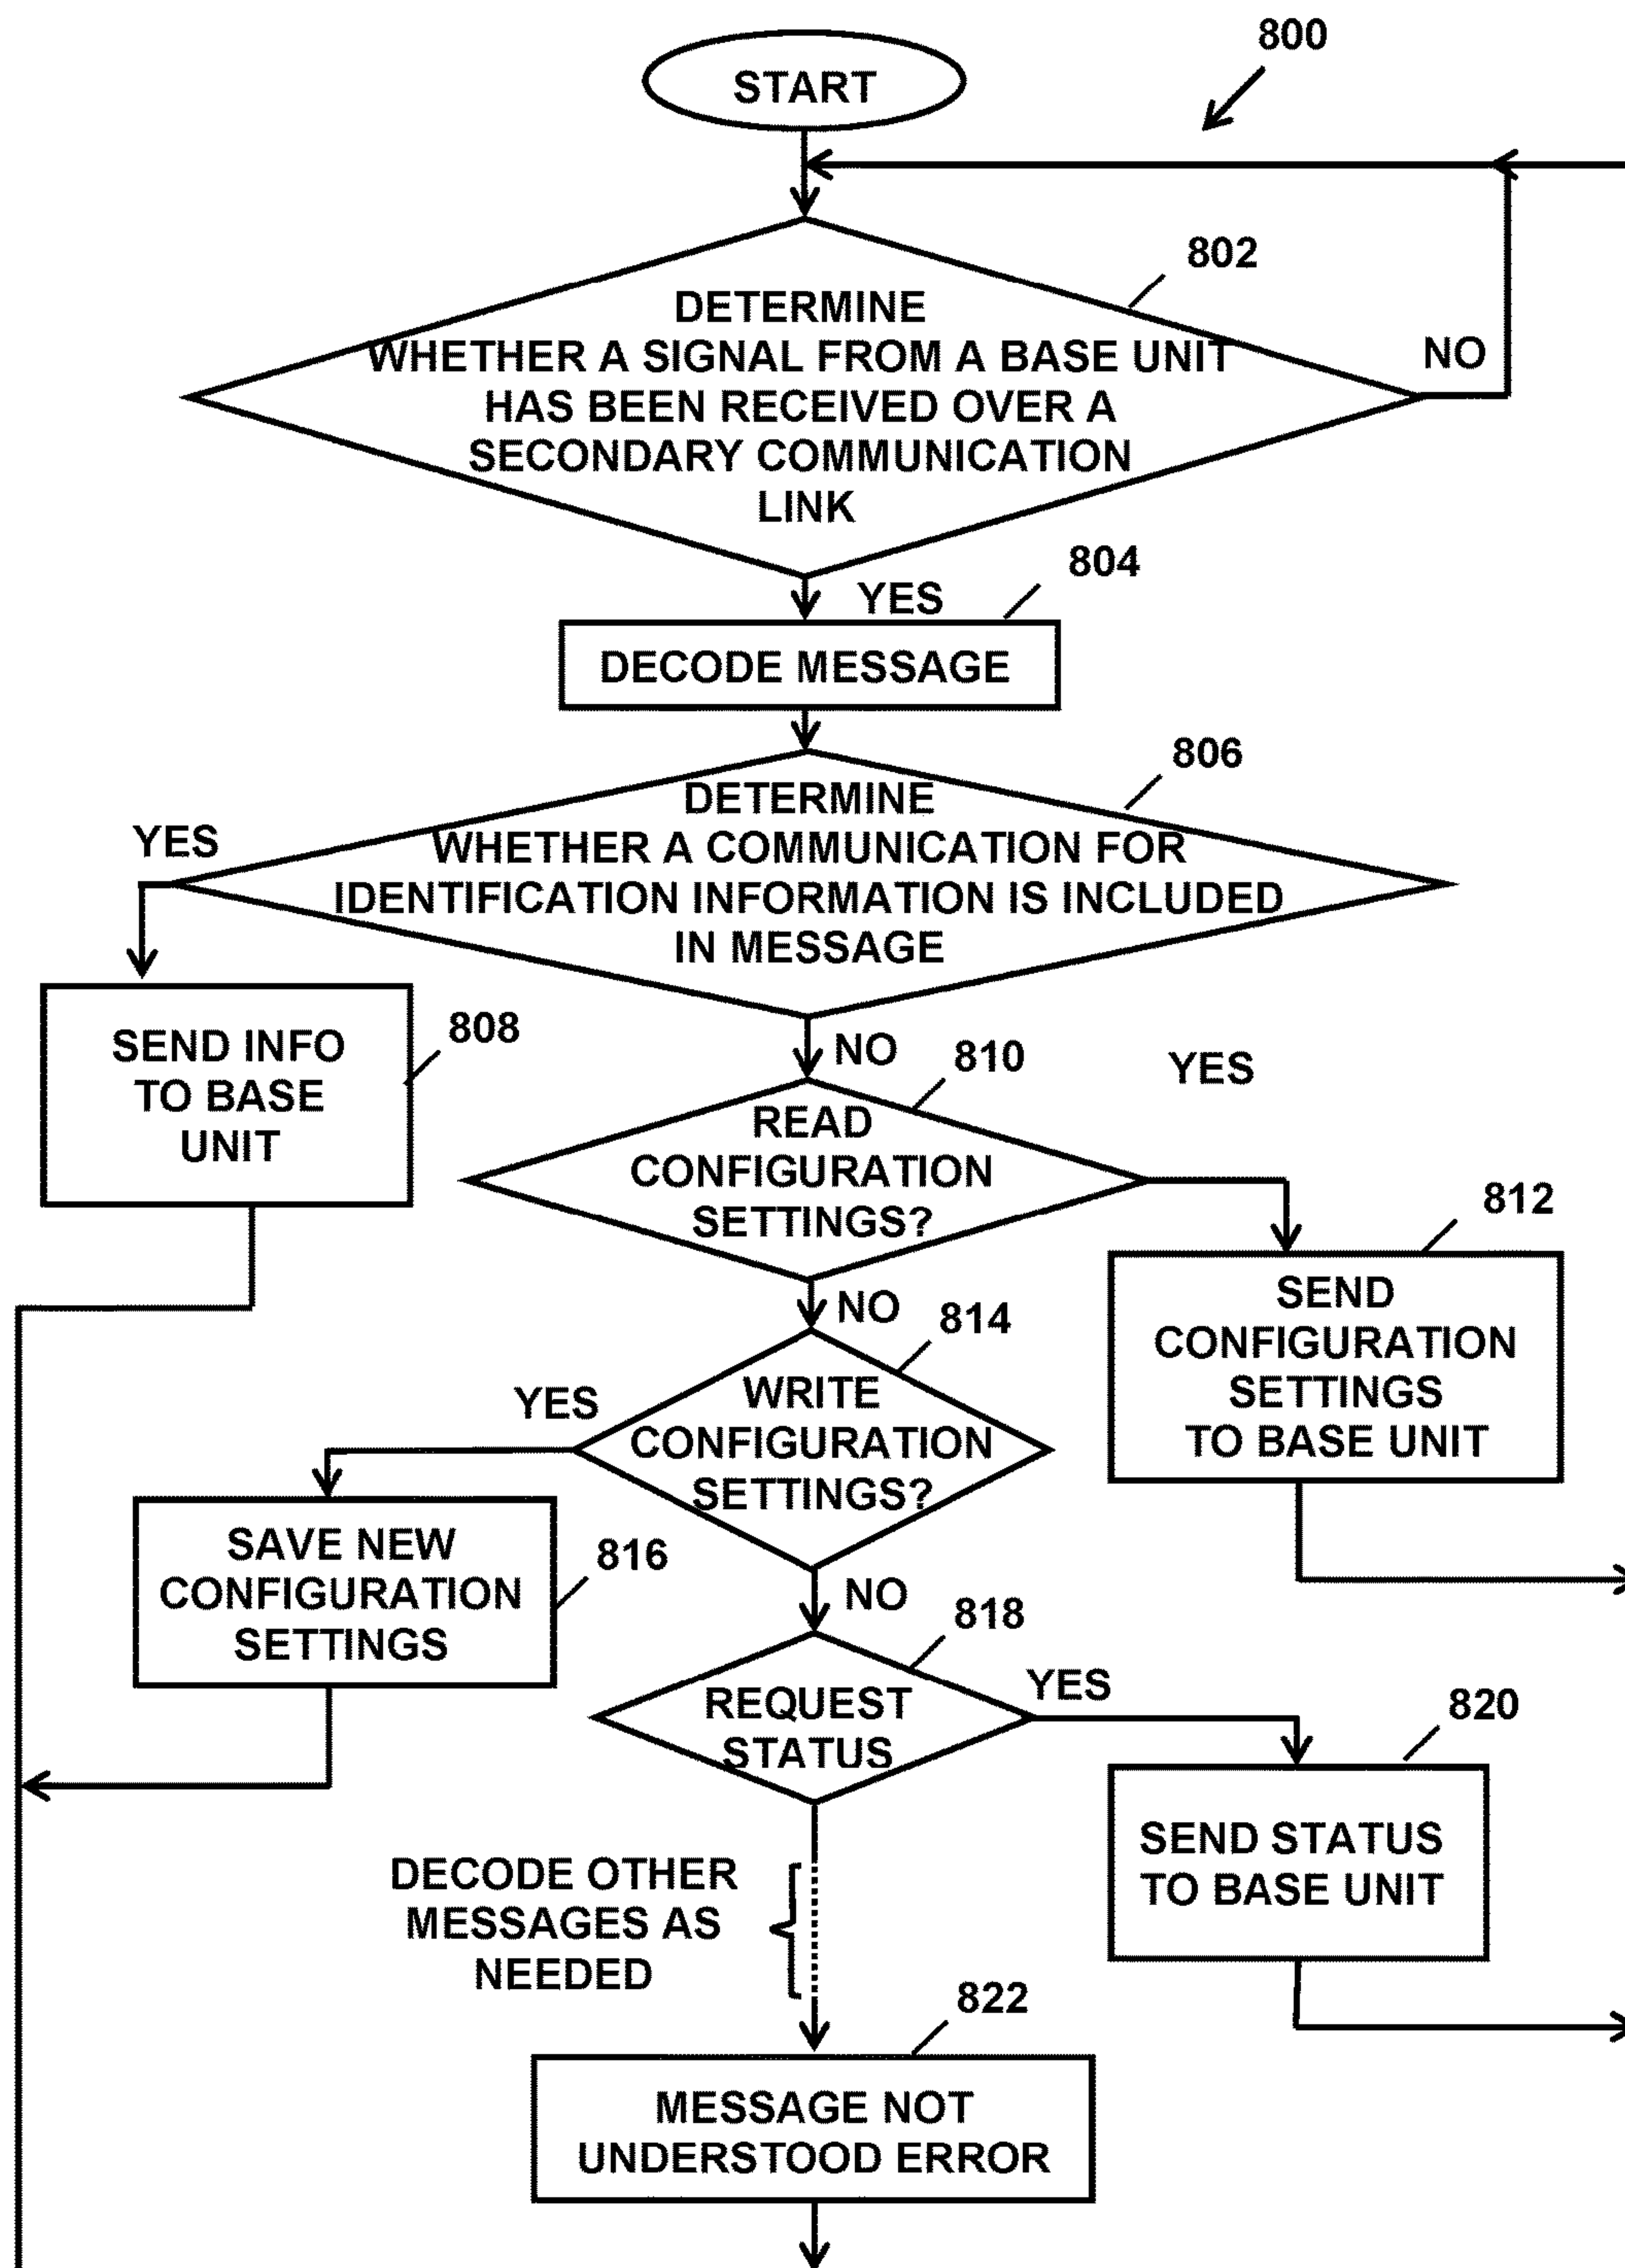 800
START
802
DETERMINE
WHETHER A SIGNAL FROM A BASE UNIT
HAS BEEN RECEIVED OVER A
SECONDARY COMMUNICATION
LINK
NO
804
YES
DECODE MESSAGE
806
DETERMINE
WHETHER A COMMUNICATION FOR
IDENTIFICATION INFORMATION IS INCLUDED
IN MESSAGE
YES
SEND INFO
TO BASE
UNIT
808
NO
810
YES
READ
CONFIGURATION
SETTINGS?
812
SEND
CONFIGURATION
SETTINGS
TO BASE UNIT
NO
814
YES
WRITE
CONFIGURATION
SETTINGS?
SAVE NEW
CONFIGURATION
SETTINGS
816
NO
818
YES
REQUEST
STATUS
820
SEND STATUS
TO BASE UNIT
DECODE OTHER
MESSAGES AS
NEEDED
822
MESSAGE NOT
UNDERSTOOD ERROR